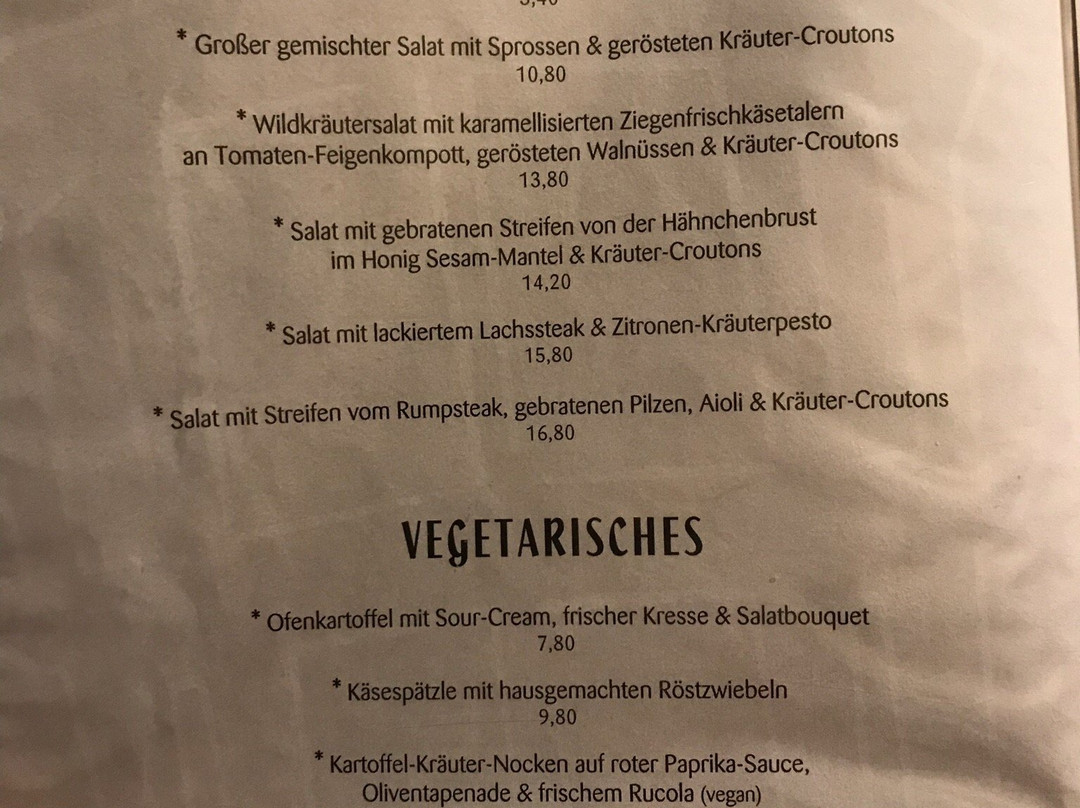 * Großer gemischter Salat mit Sprossen & gerösteten Kräuter-Croutons
10,80
* Wildkräutersalat mit karamellisierten Ziegenfrischkäsetalern
an Tomaten-Feigenkompott, gerösteten Walnüssen & Kräuter-Croutons
13,80
* Salat mit gebratenen Streifen von der Hähnchenbrust
im Honig Sesam-Mantel & Kräuter-Croutons
14,20
* Salat mit lackiertem Lachssteak & Zitronen-Kräuterpesto
15,80
* Salat mit Streifen vom Rumpsteak, gebratenen Pilzen, Aioli & Kräuter-Croutons
16,80
VEGETARISCHES
* Ofenkartoffel mit Sour-Cream, frischer Kresse & Salatbouquet
7,80
* Käsespätzle mit hausgemachten Röstzwiebeln
9,80
* Kartoffel-Kräuter-Nocken auf roter Paprika-Sauce,
Oliventapenade & frischem Rucola (vegan)